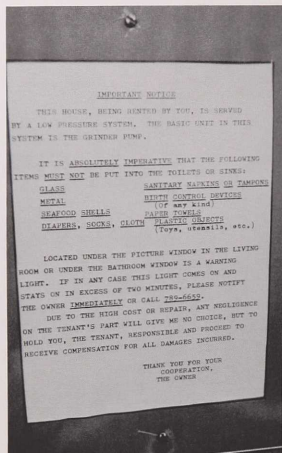 IMPORTANT NOTICE
THIS HOUSE, BEING RENTED BY YOU, IS SERVED
BY A LOW PRESSURE SYSTEM. THE BASIC UNIT IN THIS
SYSTEM IS THE GRINDER PUMP.
IT IS ABSOLUTELY IMPERATIVE THAT THE FOLLOWING
ITEMS MUST NOT BE PUT INTO THE TOILETS OR SINKS:
GLASS SANITARY NAPKINS OR TAMPONS
METAL BIRTH CONTROL DEVICES
(Of any kind)
SEAFOOD SHELLS PAPER TOWELS
DIAPERS, SOCKS, CLOTH PLASTIC OBJECTS
(Toys, utensils, etc.)
LOCATED UNDER THE PICTURE WINDOW IN THE LIVING
ROOM OR UNDER THE BATHROOM WINDOW IS A WARNING
LIGHT. IF IN ANY CASE THIS LIGHT COMES ON AND
STAYS ON IN EXCESS OF TWO MINUTES, PLEASE NOTIFY
THE OWNER IMMEDIATELY OR CALL 789-6659.
DUE TO THE HIGH COST OR REPAIR, ANY NEGLIGENCE
ON THE TENANT'S PART WILL GIVE ME NO CHOICE, BUT TO
HOLD YOU, THE TENANT, RESPONSIBLE AND PROCEED TO
RECEIVE COMPENSATION FOR ALL DAMAGES INCURRED.
THANK YOU FOR YOUR
COOPERATION.
THE OWNER